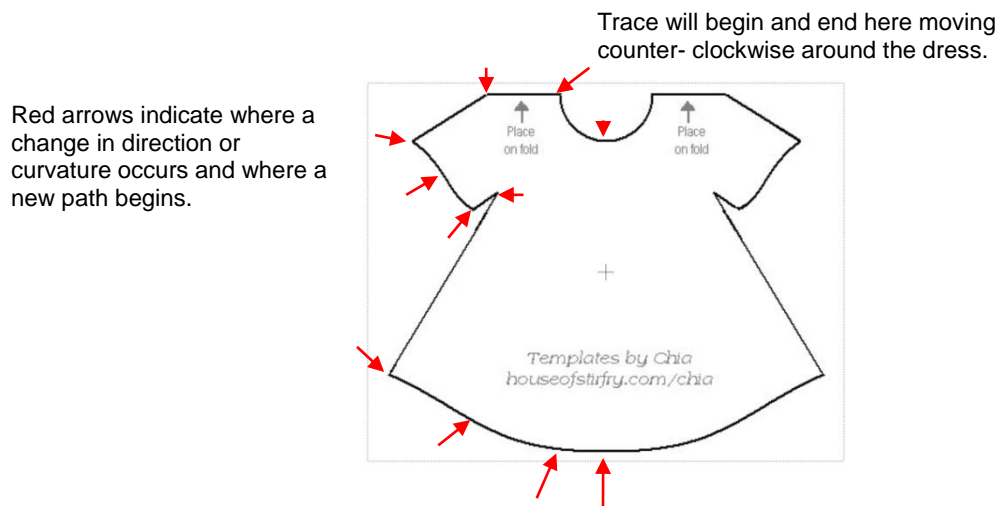 Trace will begin and end here moving
counter- clockwise around the dress.
Red arrows indicate where a
change in direction or
curvature occurs and where a
new path begins.
Place
on fold
Place
on fold
Templates by Chia
houseofstirfry.com/chia